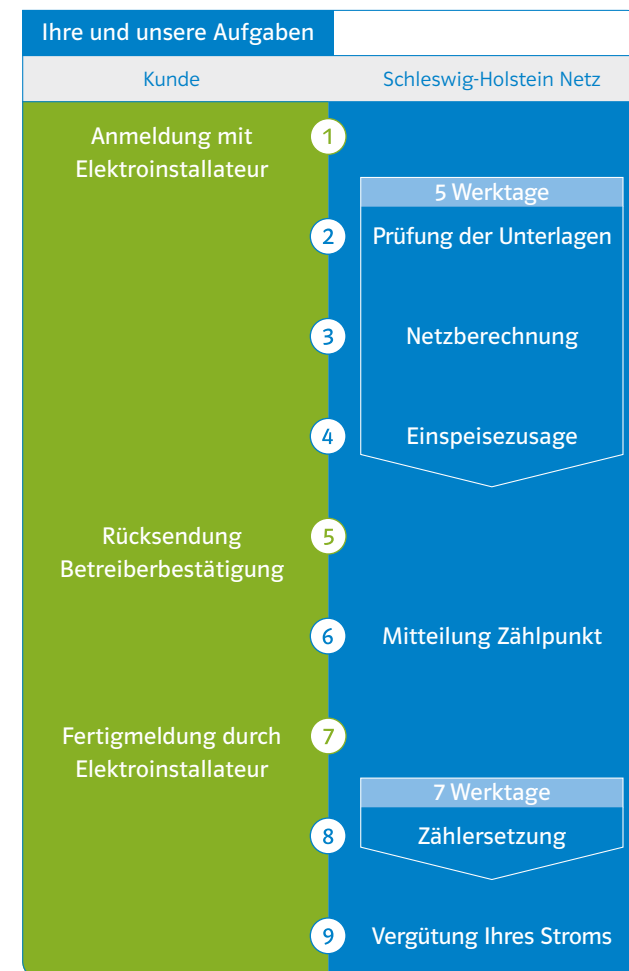 Ihre und unsere Aufgaben
Kunde
Schleswig-Holstein Netz
Anmeldung mit
Elektroinstallateur
1
5 Werktage
2
Prüfung der Unterlagen
3
Netzberechnung
4
Einspeisezusage
Rücksendung
Betreiberbestätigung
5
6
Mitteilung Zählpunkt
Fertigmeldung durch
Elektroinstallateur
7
7 Werktage
8
Zählersetzung
9
Vergütung Ihres Stroms